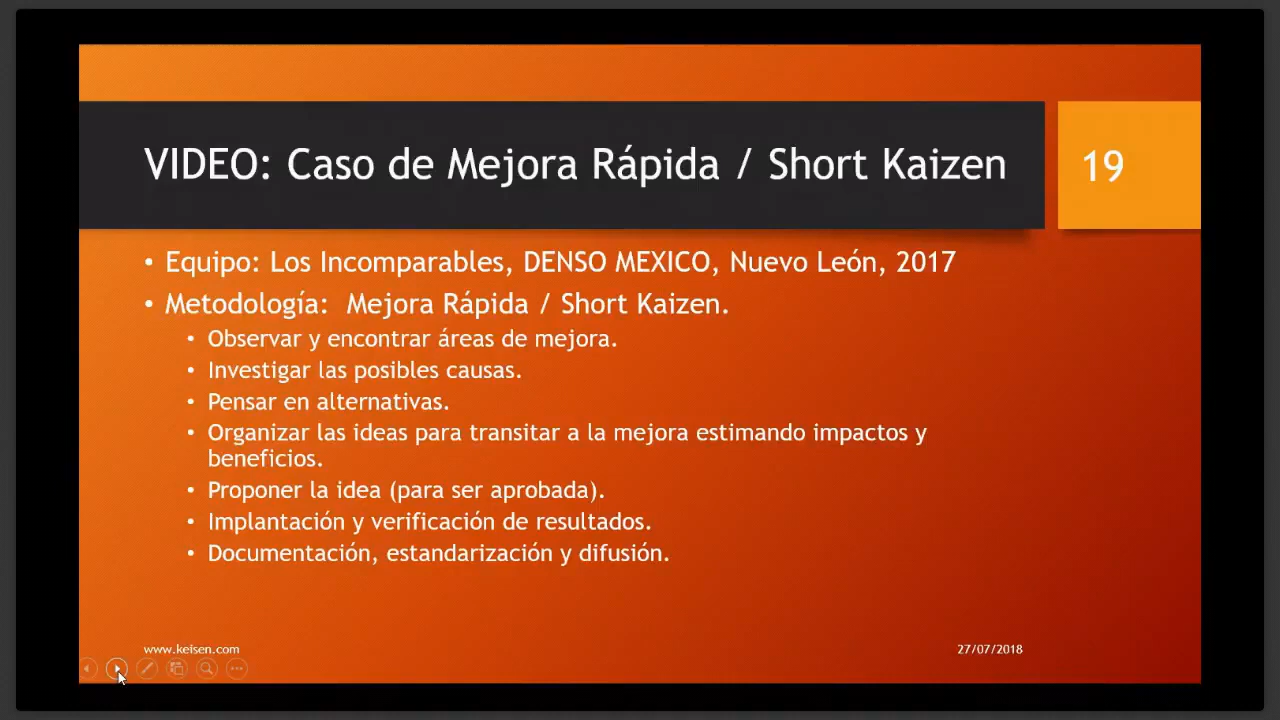 VIDEO: Caso de Mejora Rápida / Short Kaizen
19
• Equipo: Los Incomparables, DENSO MEXICO, Nuevo León, 2017
• Metodología: Mejora Rápida / Short Kaizen.
• Observar y encontrar áreas de mejora.
• Investigar las posibles causas.
• Pensar en alternativas.
• Organizar las ideas para transitar a la mejora estimando impactos y
beneficios.
• Proponer la idea (para ser aprobada).
• Implantación y verificación de resultados.
• Documentación, estandarización y difusión.
www.keisen.com
27/07/2018